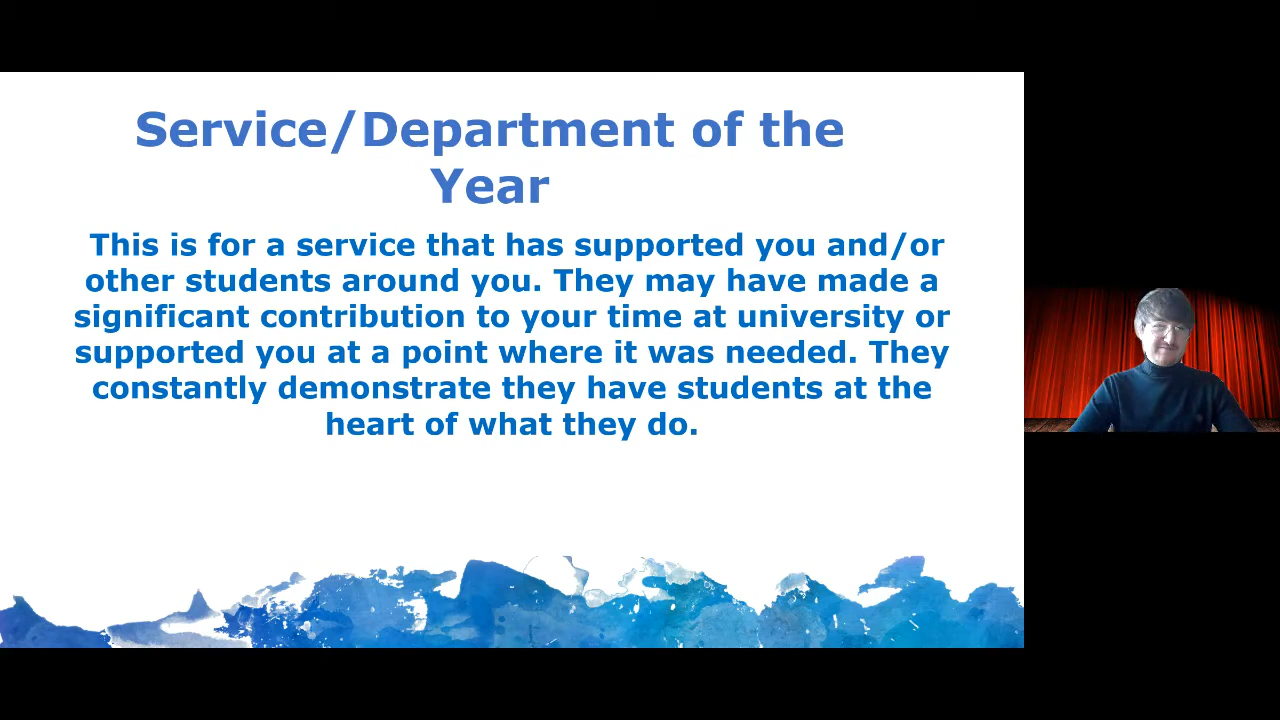 Service/Department of the
Year
This is for a service that has supported you and/or
other students around you. They may have made a
significant contribution to your time at university or
supported you at a point where it was needed. They
constantly demonstrate they have students at the
heart of what they do.